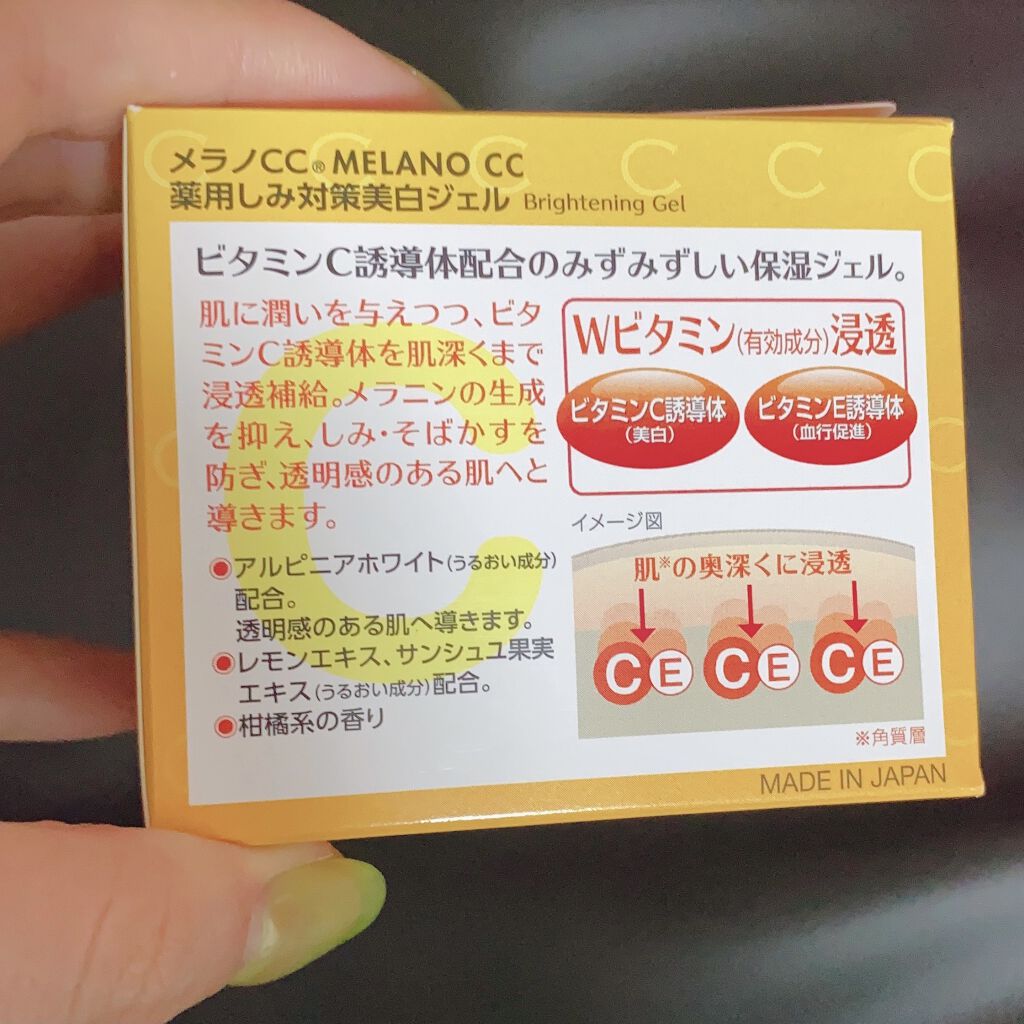 メラノCC® MELANO CC
薬用しみ対策美白ジェル Brightening Gel
ビタミンC誘導体配合のみずみずしい保湿ジェル。
肌に潤いを与えつつ、ビタ
ミンC誘導体を肌深くまで
浸透補給。メラニンの生成
を抑え、しみ・そばかすを
防ぎ、透明感のある肌へと
導きます。
●アルピニアホワイト(うるおい成分)
配合。
透明感のある肌へ導きます。
●レモンエキス、サンシュユ果実
エキス(うるおい成分)配合。
●柑橘系の香り
Wビタミン(有効成分)浸透
ビタミンC誘導体
(美白)
ビタミンE誘導体
(血行促進)
イメージ図
肌※の奥深くに浸透
C E C E C E
※角質層
MADE IN JAPAN